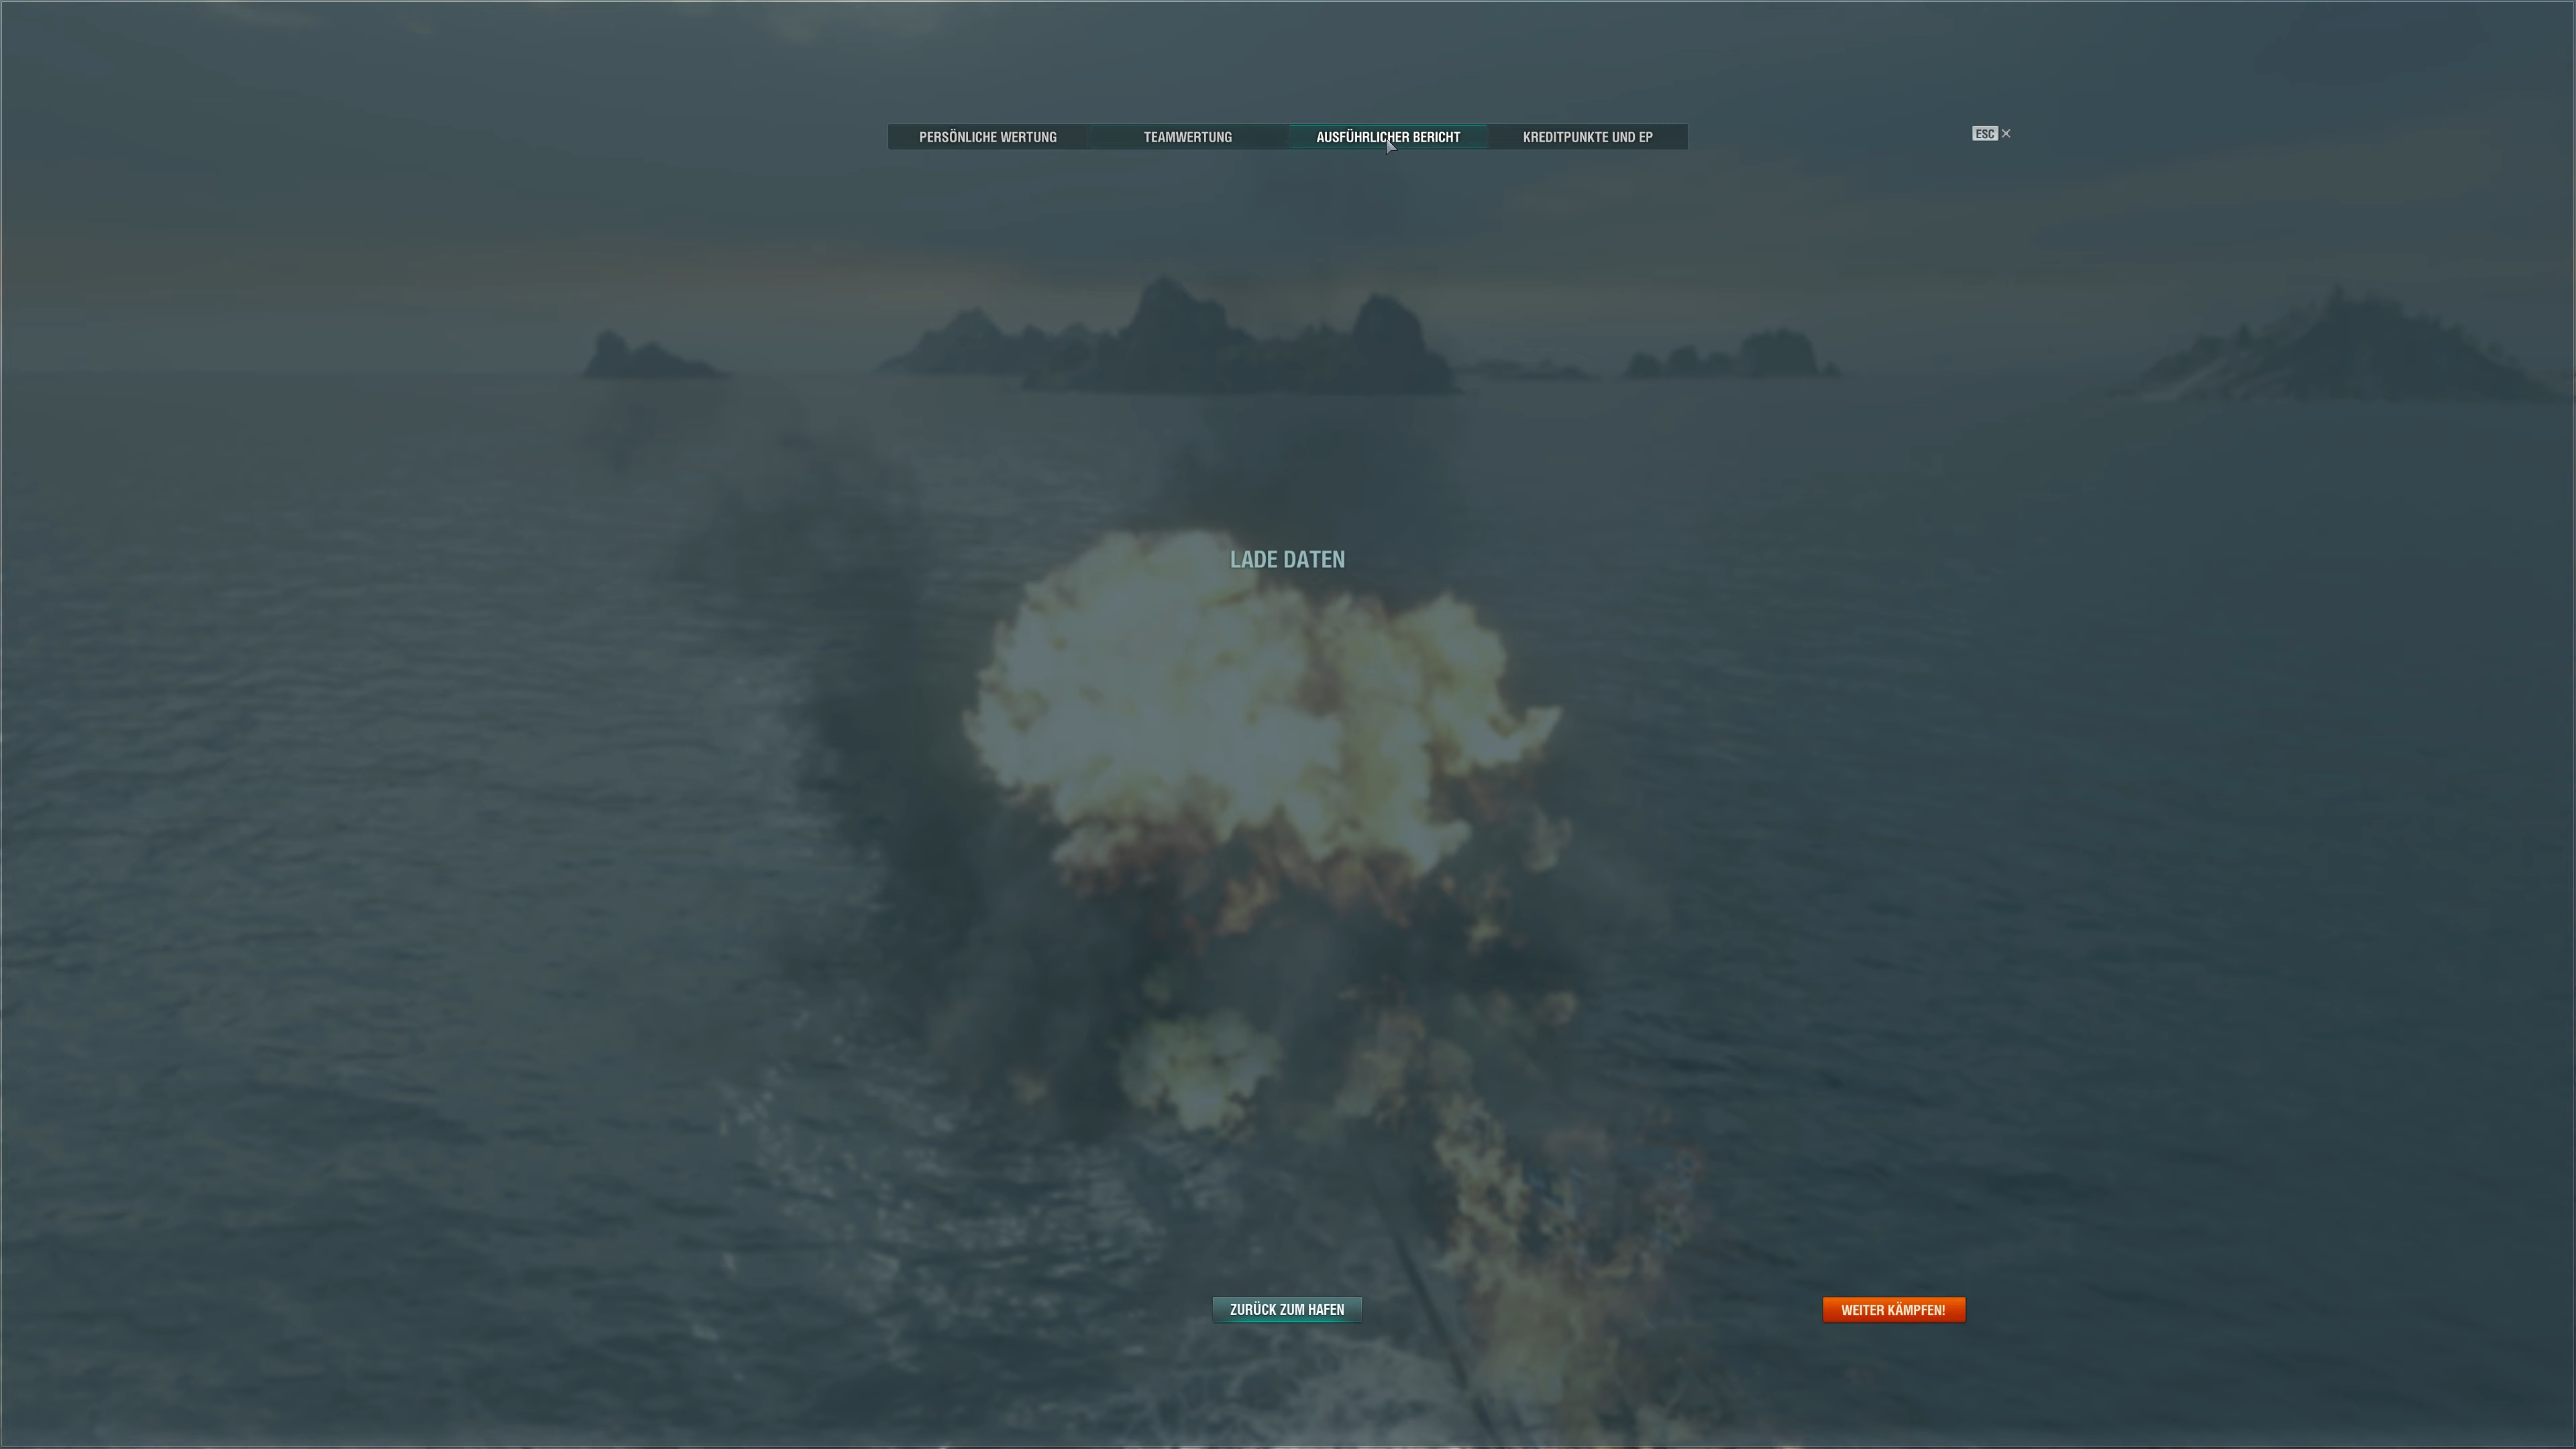 PERSÖNLICHE WERTUNG TEAMWERTUNG AUSFÜHRLICHER BERICHT KREDITPUNKTE UND EP ESC
LADE DATEN
ZURÜCK ZUM HAFEN WEITER KÄMPFEN!